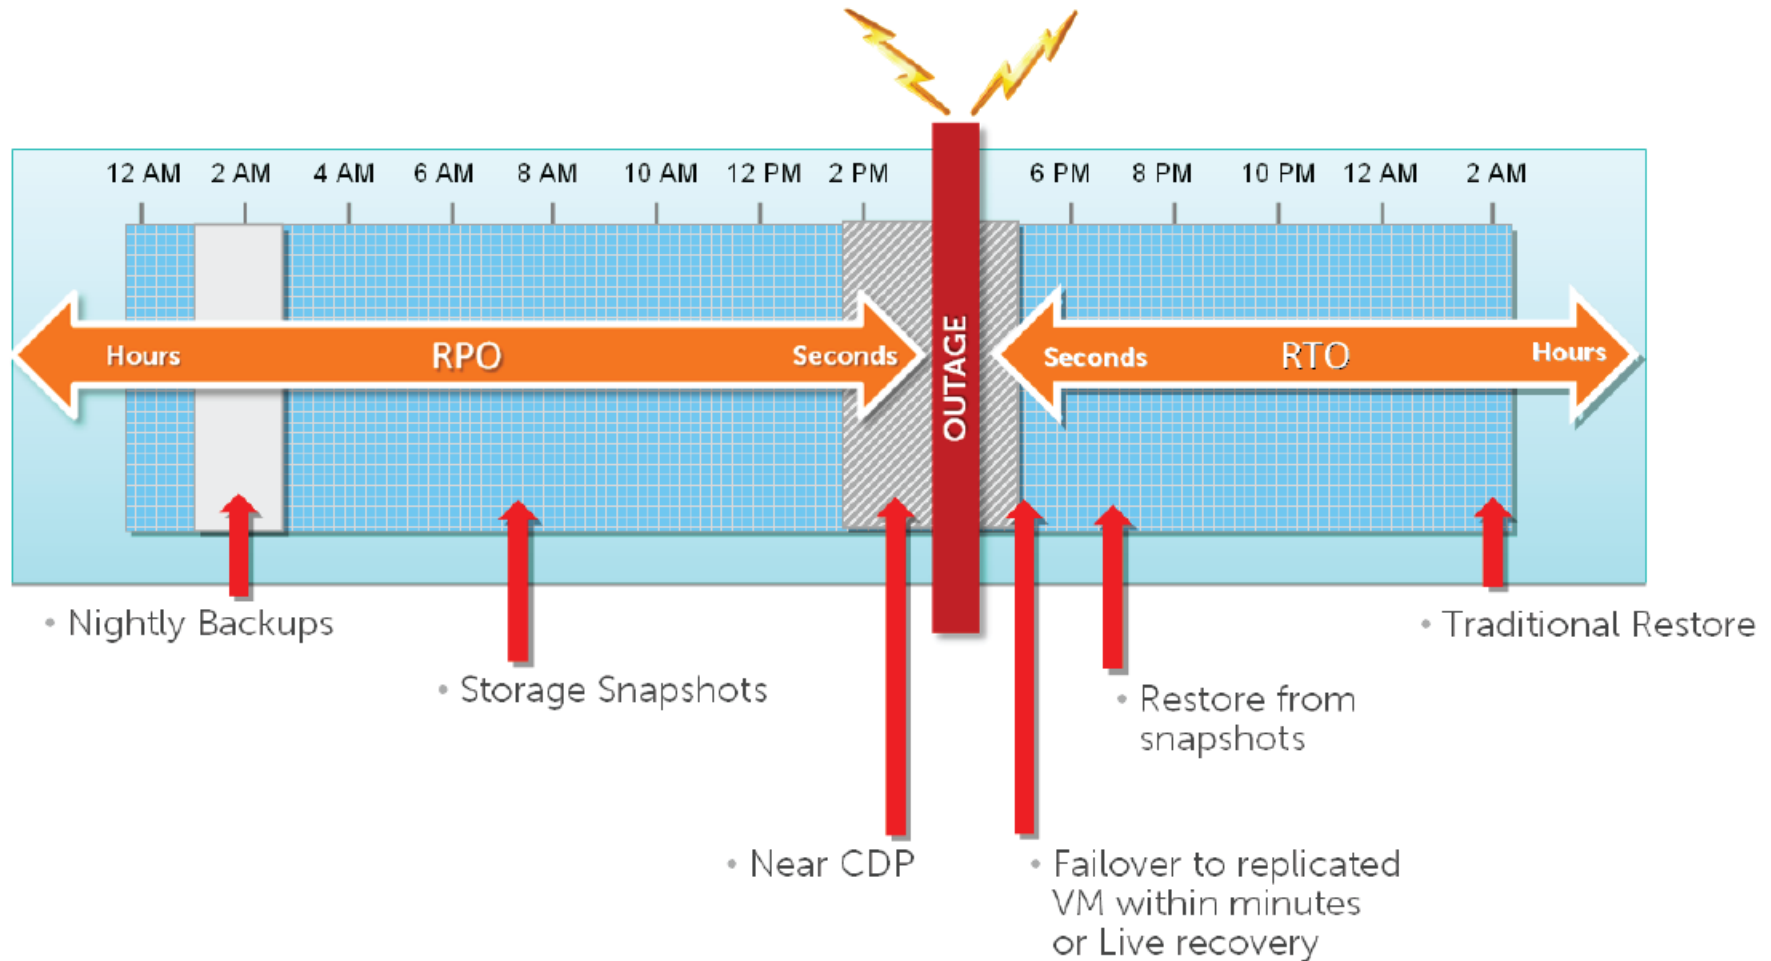 12 AM 2 AM 4 AM 6 AM 8 AM 10 AM 12 PM 2 PM 6 PM 8 PM 10 PM 12 AM 2 AM
Hours RPO Seconds
OUTAGE
Seconds RTO Hours
• Nightly Backups
• Storage Snapshots
• Near CDP
• Failover to replicated
VM within minutes
or Live recovery
• Restore from
snapshots
• Traditional Restore